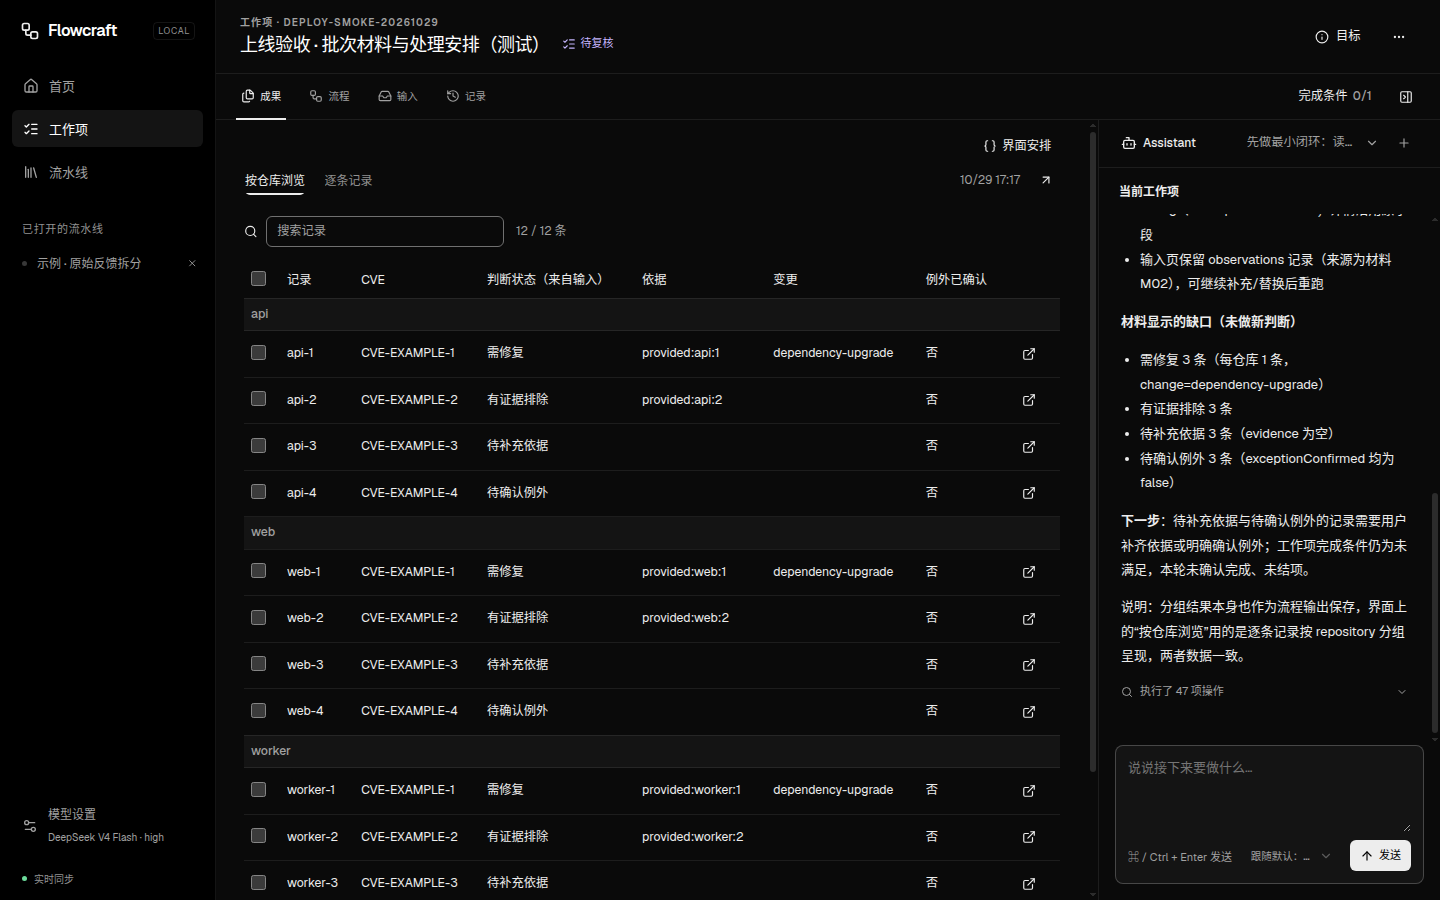 Flowcraft
LOCAL
首页
工作项
流水线
已打开的流水线
示例 · 原始反馈拆分
模型设置
DeepSeek V4 Flash · high
实时同步
工作项 · DEPLOY-SMOKE-20261029
上线验收 · 批次材料与处理安排（测试）
待复核
目标
成果
流程
输入
记录
完成条件 0/1
{ } 界面安排
按仓库浏览
逐条记录
10/29 17:17
搜索记录
12 / 12 条
记录 CVE 判断状态（来自输入） 依据 变更 例外已确认
api
api-1 CVE-EXAMPLE-1 需修复 provided:api:1 dependency-upgrade 否
api-2 CVE-EXAMPLE-2 有证据排除 provided:api:2 否
api-3 CVE-EXAMPLE-3 待补充依据 否
api-4 CVE-EXAMPLE-4 待确认例外 否
web
web-1 CVE-EXAMPLE-1 需修复 provided:web:1 dependency-upgrade 否
web-2 CVE-EXAMPLE-2 有证据排除 provided:web:2 否
web-3 CVE-EXAMPLE-3 待补充依据 否
web-4 CVE-EXAMPLE-4 待确认例外 否
worker
worker-1 CVE-EXAMPLE-1 需修复 provided:worker:1 dependency-upgrade 否
worker-2 CVE-EXAMPLE-2 有证据排除 provided:worker:2 否
worker-3 CVE-EXAMPLE-3 待补充依据 否
Assistant
先做最小闭环：读...
当前工作项
段
• 输入页保留 observations 记录（来源为材料
M02），可继续补充/替换后重跑
材料显示的缺口（未做新判断）
• 需修复 3 条（每仓库 1 条，
change=dependency-upgrade）
• 有证据排除 3 条
• 待补充依据 3 条（evidence 为空）
• 待确认例外 3 条（exceptionConfirmed 均为
false）
下一步：待补充依据与待确认例外的记录需要用户
补齐依据或明确确认例外；工作项完成条件仍为未
满足，本轮未确认完成、未结项。
说明：分组结果本身也作为流程输出保存，界面上
的“按仓库浏览”用的是逐条记录按 repository 分组
呈现，两者数据一致。
执行了 47 项操作
说说接下来要做什么...
⌘ / Ctrl + Enter 发送
跟随默认：...
发送